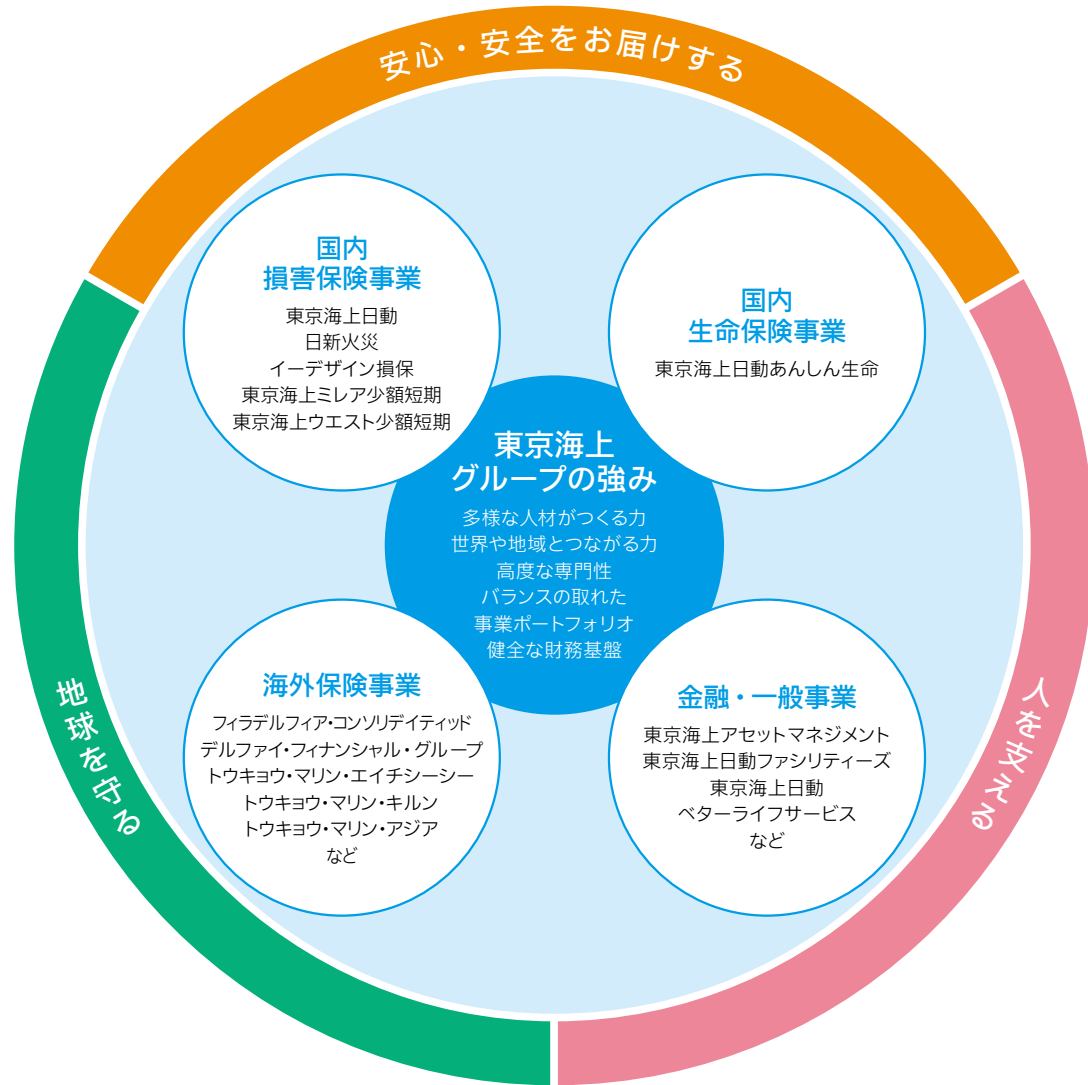 安心・安全をお届けする
国内
損害保険事業
東京海上日動
日新火災
イーデザイン損保
東京海上ミレア少額短期
東京海上ウエスト少額短期
国内
生命保険事業
東京海上日動あんしん生命
東京海上
グループの強み
多様な人材がつくる力
世界や地域とつながる力
高度な専門性
バランスの取れた
事業ポートフォリオ
健全な財務基盤
海外保険事業
フィラデルフィア・コンソリデイティッド
デルファイ・フィナンシャル・グループ
トウキョウ・マリン・エイチシーシー
トウキョウ・マリン・キルン
トウキョウ・マリン・アジア
など
金融・一般事業
東京海上アセットマネジメント
東京海上日動ファシリティーズ
東京海上日動
ベターライフサービス
など
地球を守る
人を支える